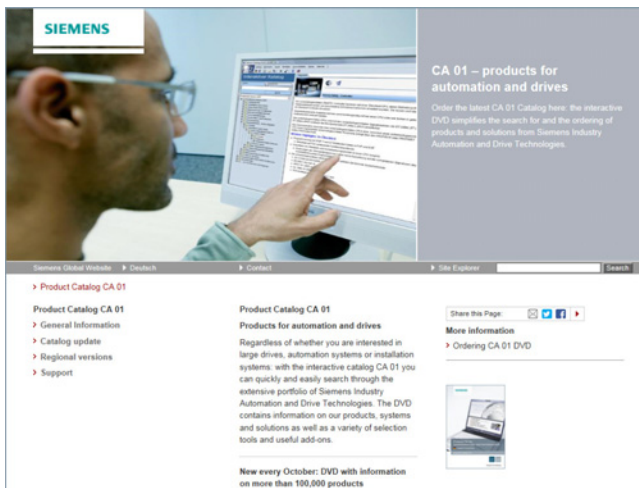 SIEMENS
CA 01 – products for
automation and drives
Order the latest CA 01 Catalog here: the interactive
DVD simplifies the search for and the ordering of
products and solutions from Siemens Industry
Automation and Drive Technologies.
Siemens Global Website Deutsch Contact Site Explorer Search
Product Catalog CA 01
Product Catalog CA 01
General Information
Catalog update
Regional versions
Support
Product Catalog CA 01
Products for automation and drives
Regardless of whether you are interested in
large drives, automation systems or installation
systems: with the interactive catalog CA 01 you
can quickly and easily search through the
extensive portfolio of Siemens Industry
Automation and Drive Technologies. The DVD
contains information on our products, systems
and solutions as well as a variety of selection
tools and useful add-ons.
New every October: DVD with information
on more than 100,000 products
Share this Page:
More information
Ordering CA 01 DVD